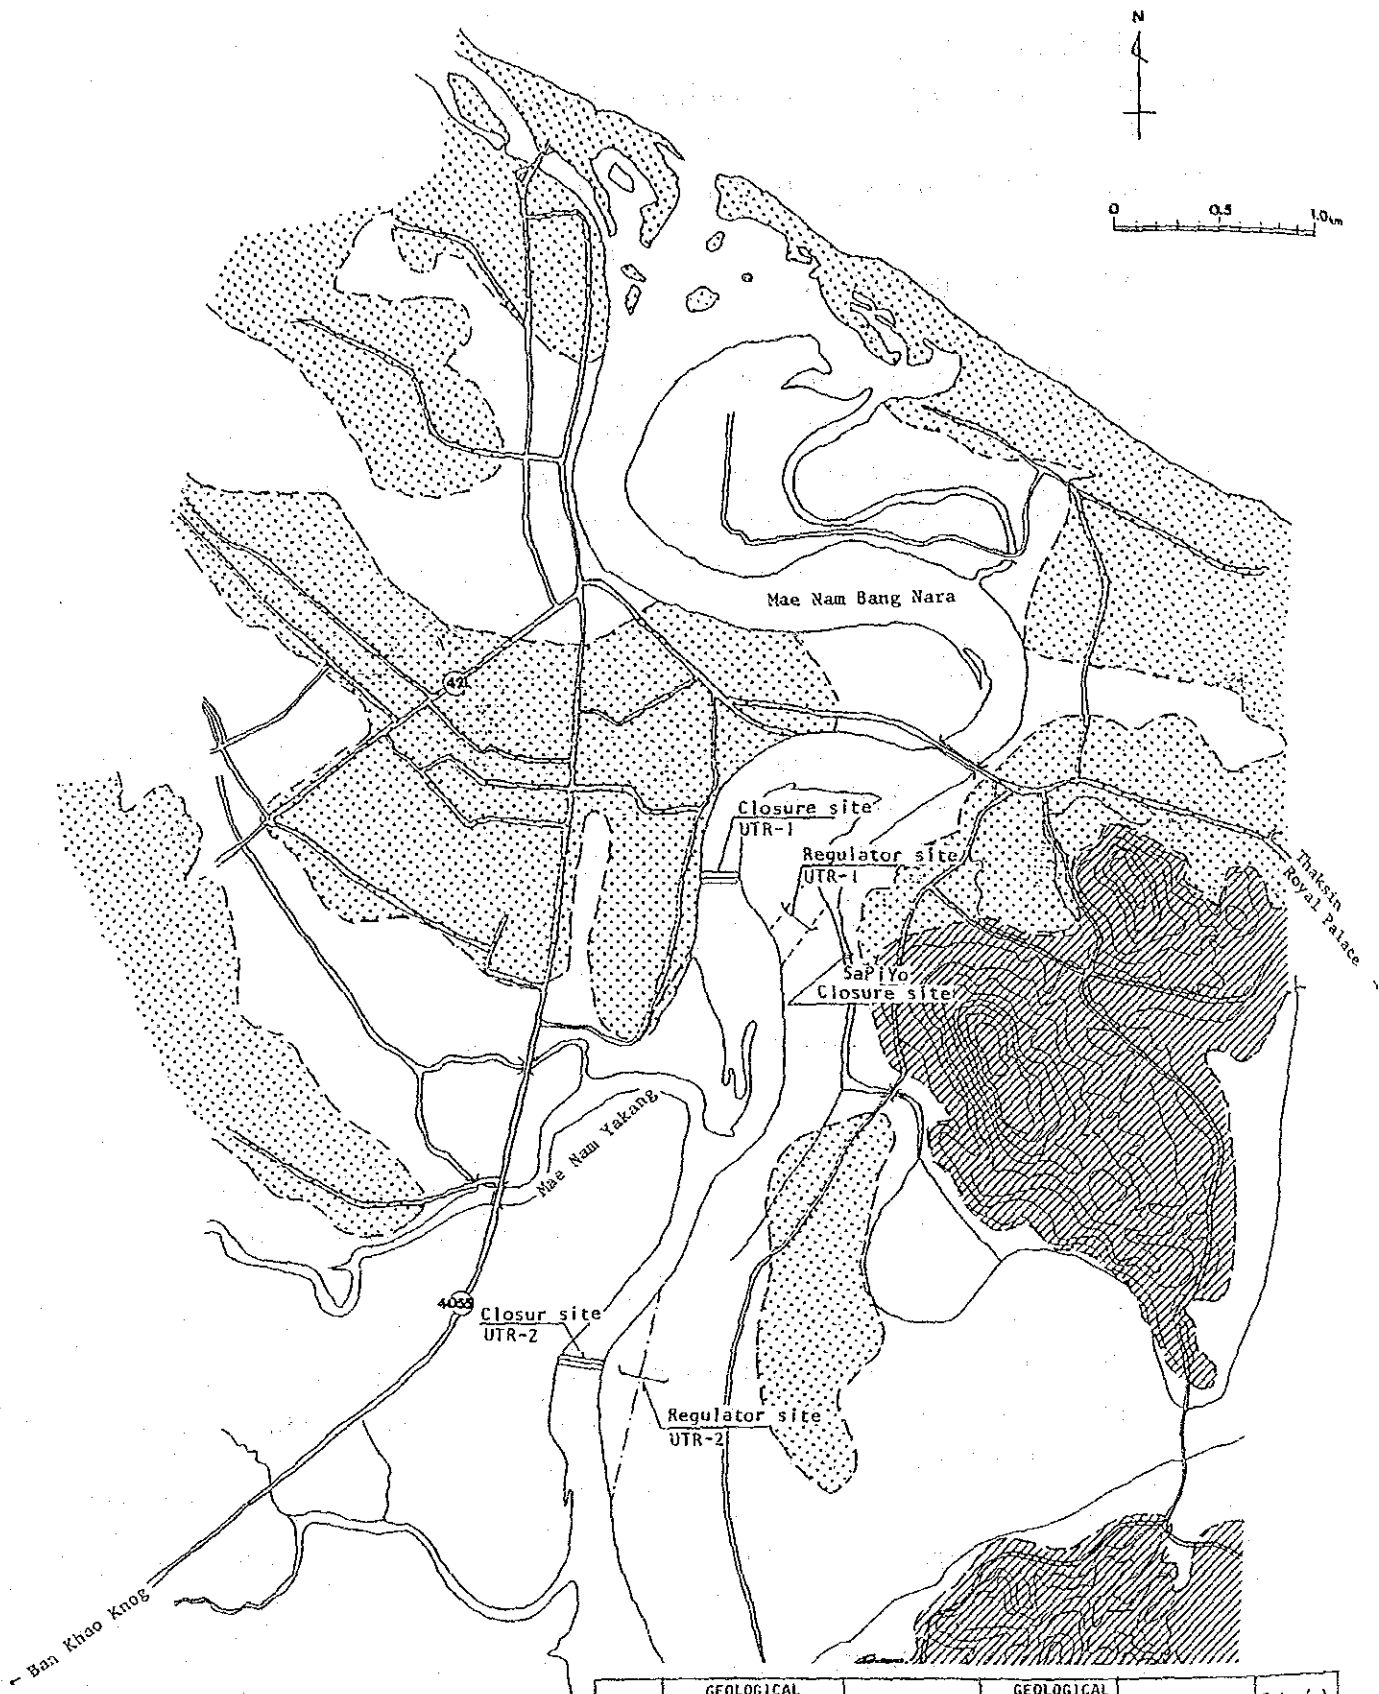 N
0 0.5 1.0km
Mae Nam Bang Nara
421
Closure site
UTR-1
Regulator site
UTR-1
Thaksin
Royal Palace
SaPiYo
Closure site
Mae Nam Yakang
4055
Closur site
UTR-2
Regulator site
UTR-2
Ban Khao Knog
GEOLOGICAL GEOLOGICAL